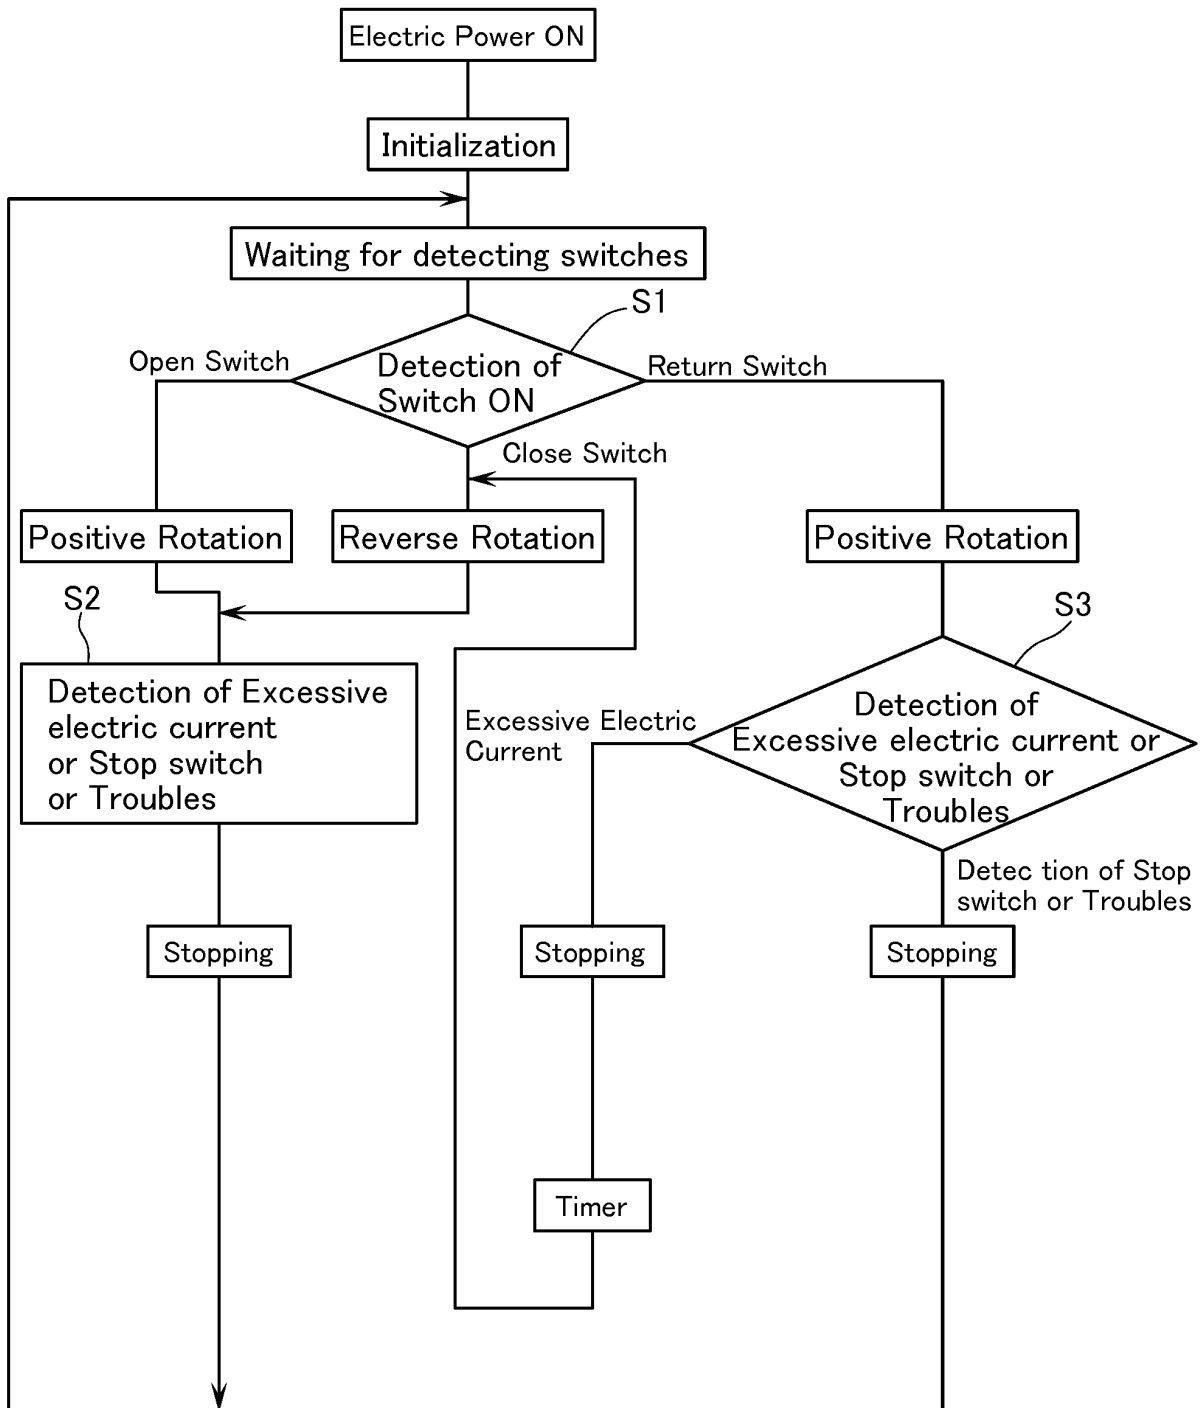 Electric Power ON
Initialization
Waiting for detecting switches
S1
Open Switch
Detection of
Switch ON
Return Switch
Close Switch
Positive Rotation
Reverse Rotation
Positive Rotation
S2
S3
Detection of Excessive
electric current
or Stop switch
or Troubles
Excessive Electric
Current
Detection of
Excessive electric current or
Stop switch or
Troubles
Detec tion of Stop
switch or Troubles
Stopping
Stopping
Stopping
Timer